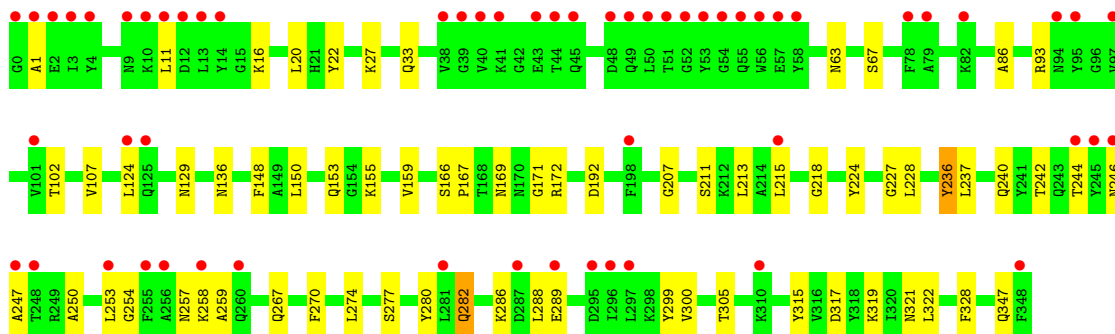 G0 A1 E2 I3 Y4 N9 K10 L11 D12 L13 Y14 G15 K16 L20 H21 Y22 K27 Q33 V38 G39 V40 K41 G42 E43 T44 Q45 D48 Q49 L50 T51 G52 Y53 G54 Q55 W56 E57 Y58 N63 S67 F78 A79 K82 A86 R93 N94 Y95 G96 V97
V101 T102 V107 L124 Q125 N129 N136 F148 A149 L150 Q153 G154 K155 V159 S166 P167 T168 N169 N170 G171 R172 D192 F198 G207 S211 K212 L213 A214 L215 G218 Y224 G227 L228 Y236 L237 Q240 Y241 T242 Q243 T244 Y245 N246
A247 T248 R249 A250 L253 G254 F255 A256 N257 K258 A259 Q260 Q267 F270 L274 S277 Y280 L281 Q282 K286 D287 L288 E289 D295 I296 L297 K298 Y299 V300 T305 K310 Y315 V316 D317 Y318 K319 I320 N321 L322 F328 Q347 F348